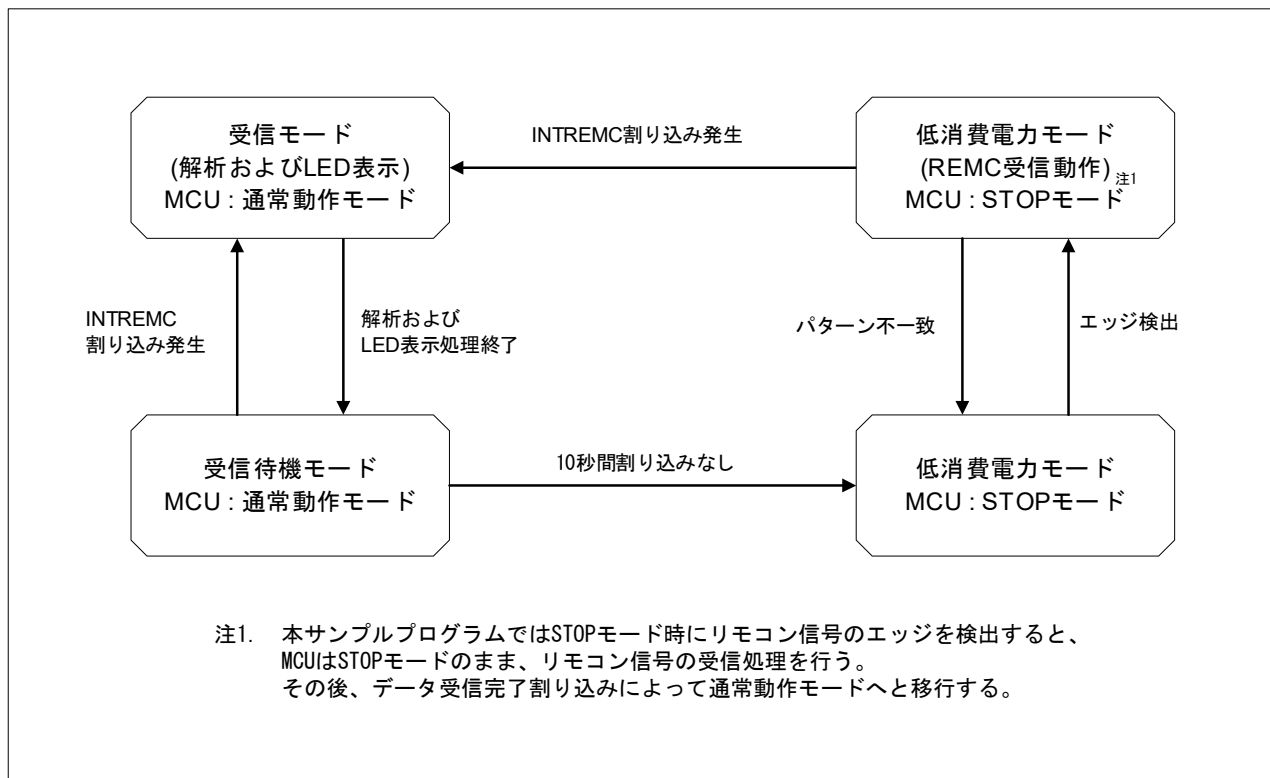 受信モード
(解析およびLED表示)
MCU : 通常動作モード
INTREMC割り込み発生
低消費電力モード
(REMC受信動作)注1
MCU : STOPモード
INTREMC
割り込み発生
解析および
LED表示処理終了
パターン不一致
エッジ検出
受信待機モード
MCU : 通常動作モード
10秒間割り込みなし
低消費電力モード
MCU : STOPモード
注1. 本サンプルプログラムではSTOPモード時にリモコン信号のエッジを検出すると、
MCUはSTOPモードのまま、リモコン信号の受信処理を行う。
その後、データ受信完了割り込みによって通常動作モードへと移行する。